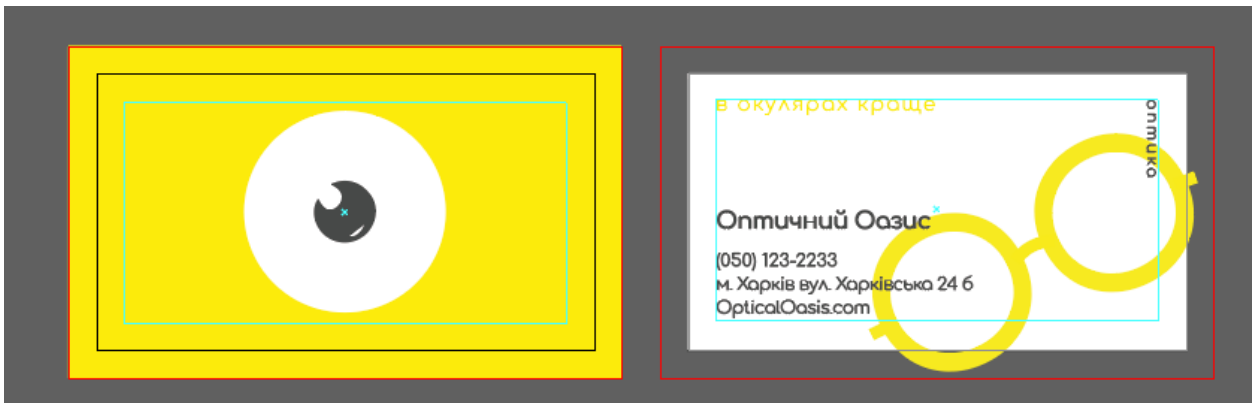 в окулярах краще
оптика
Оптичний Оазис
(050) 123-2233
м. Харків вул. Харківська 24 б
OpticalOasis.com